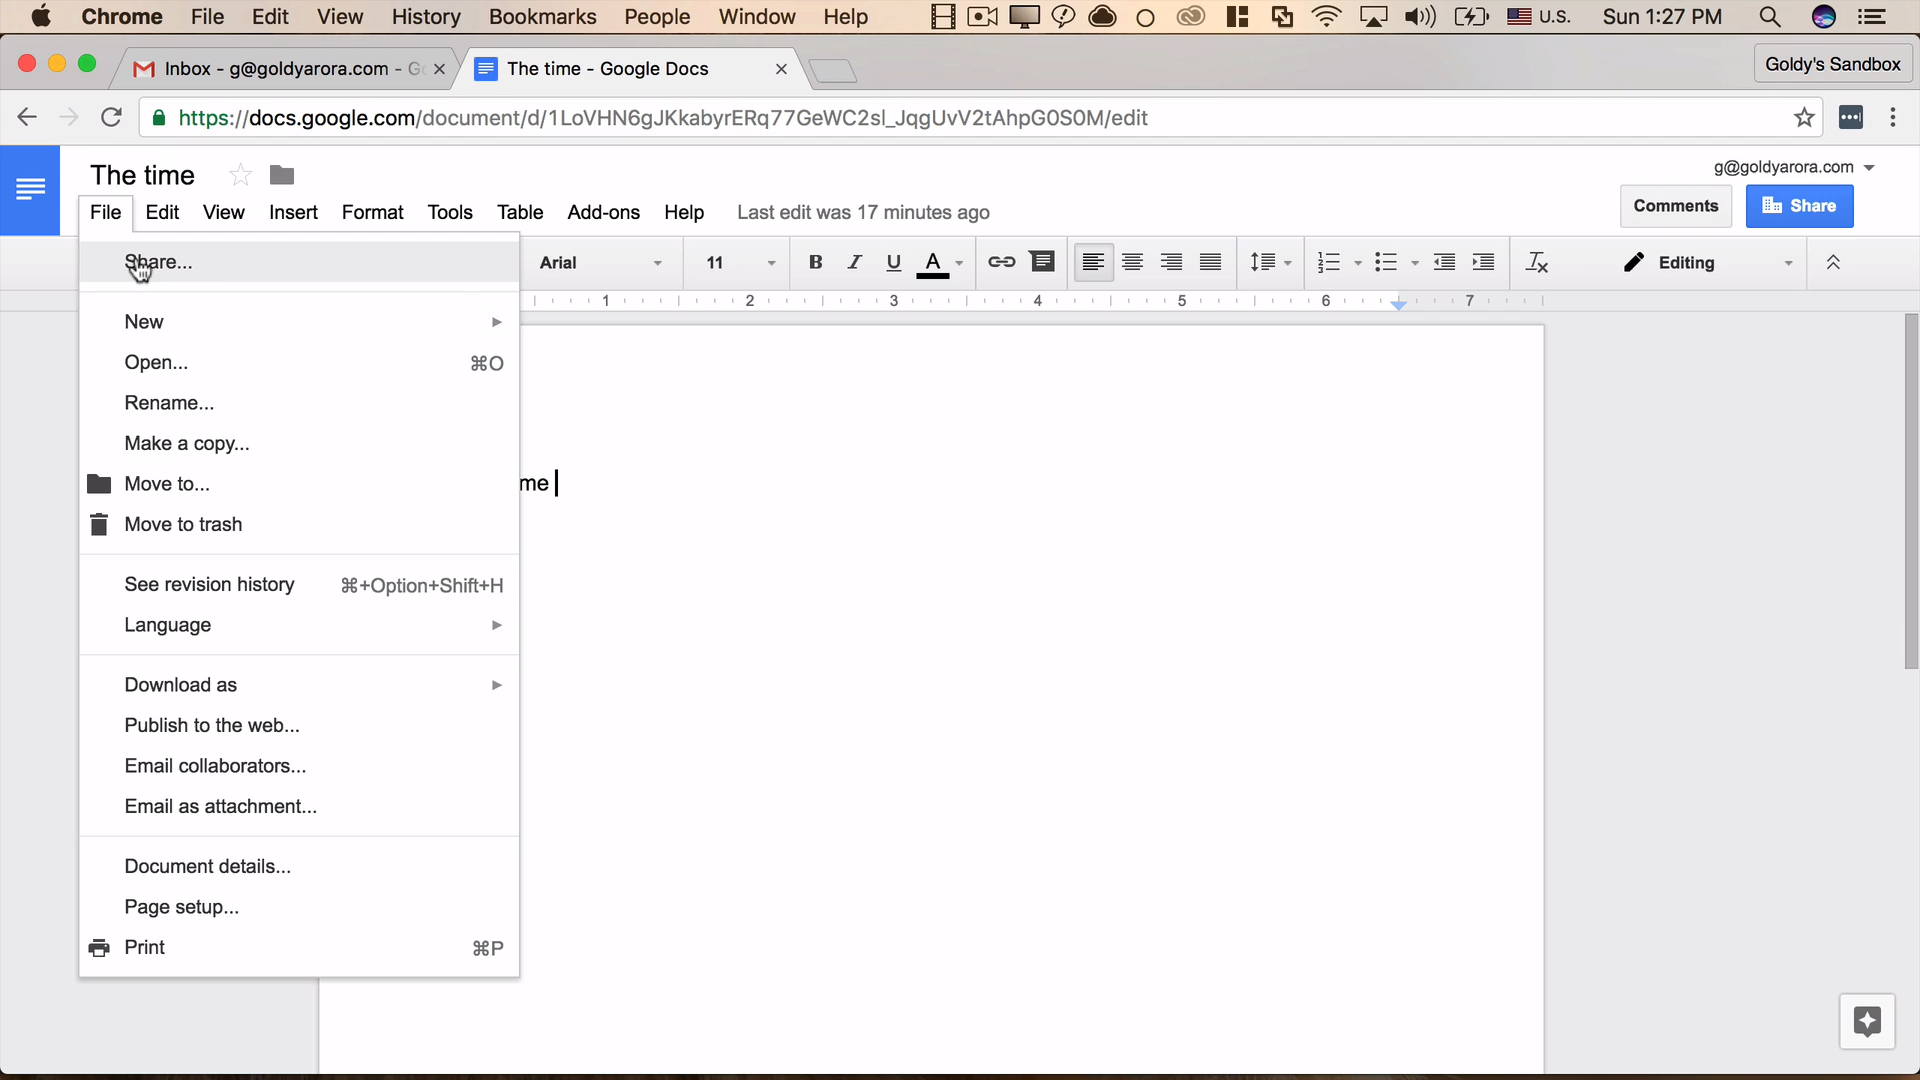 Chrome File Edit View History Bookmarks People Window Help U.S. Sun 1:27 PM
Inbox - g@goldyarora.com - G
The time - Google Docs
Goldy's Sandbox
https://docs.google.com/document/d/1LoVHN6gJKkabyrERq77GeWC2sl_JqgUvV2tAhpG0S0M/edit
The time
g@goldyarora.com
File Edit View Insert Format Tools Table Add-ons Help Last edit was 17 minutes ago
Comments
Share
Share...
Arial 11 B I U A Editing
1 2 3 4 5 6 7
New
Open... ⌘O
Rename...
Make a copy...
Move to...
me
Move to trash
See revision history ⌘+Option+Shift+H
Language
Download as
Publish to the web...
Email collaborators...
Email as attachment...
Document details...
Page setup...
Print ⌘P